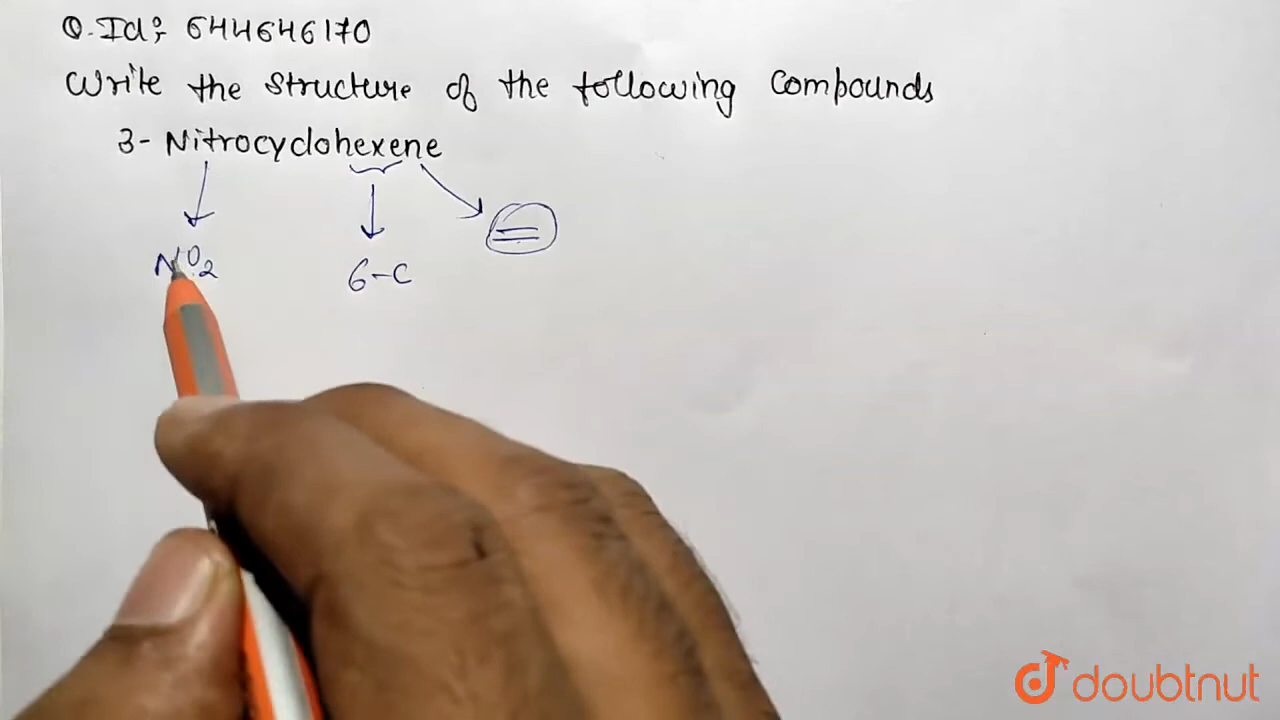 Q.Id:- 644646170
Write the structure of the following compounds
3- Nitrocyclohexene
NO2
6-C
doubtnut